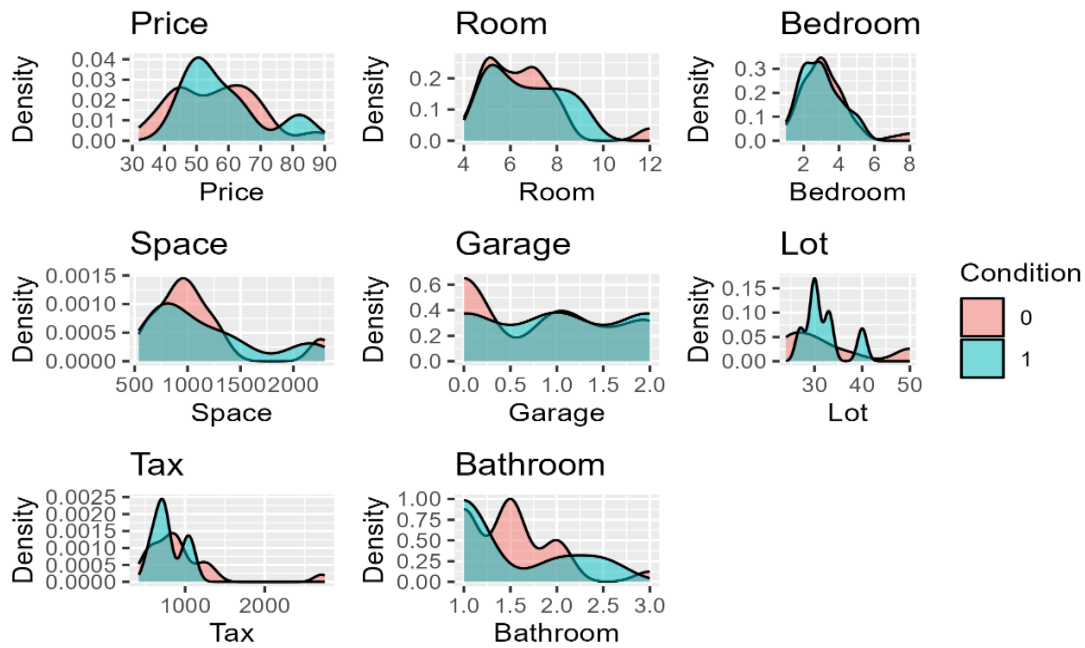 Price
Density
0.04
0.03
0.02
0.01
0.00
30 40 50 60 70 80 90
Price
Room
Density
0.2
0.1
0.0
4 6 8 10 12
Room
Bedroom
Density
0.3
0.2
0.1
0.0
2 4 6 8
Bedroom
Space
Density
0.0015
0.0010
0.0005
0.0000
500 1000 1500 2000
Space
Garage
Density
0.6
0.4
0.2
0.0
0.0 0.5 1.0 1.5 2.0
Garage
Lot
Density
0.15
0.10
0.05
0.00
30 40 50
Lot
Condition
0
1
Tax
Density
0.0025
0.0020
0.0015
0.0010
0.0005
0.0000
1000 2000
Tax
Bathroom
Density
1.00
0.75
0.50
0.25
0.00
1.0 1.5 2.0 2.5 3.0
Bathroom